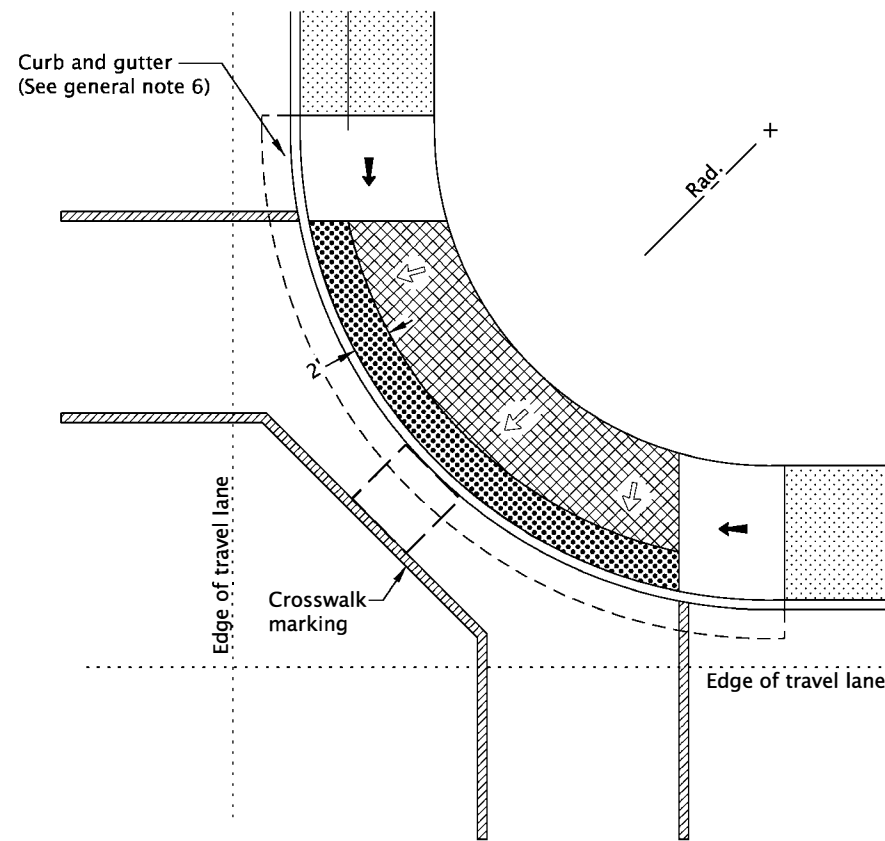 Curb and gutter
(See general note 6)
Rad.
2'
Edge of travel lane
Crosswalk
marking
Edge of travel lane